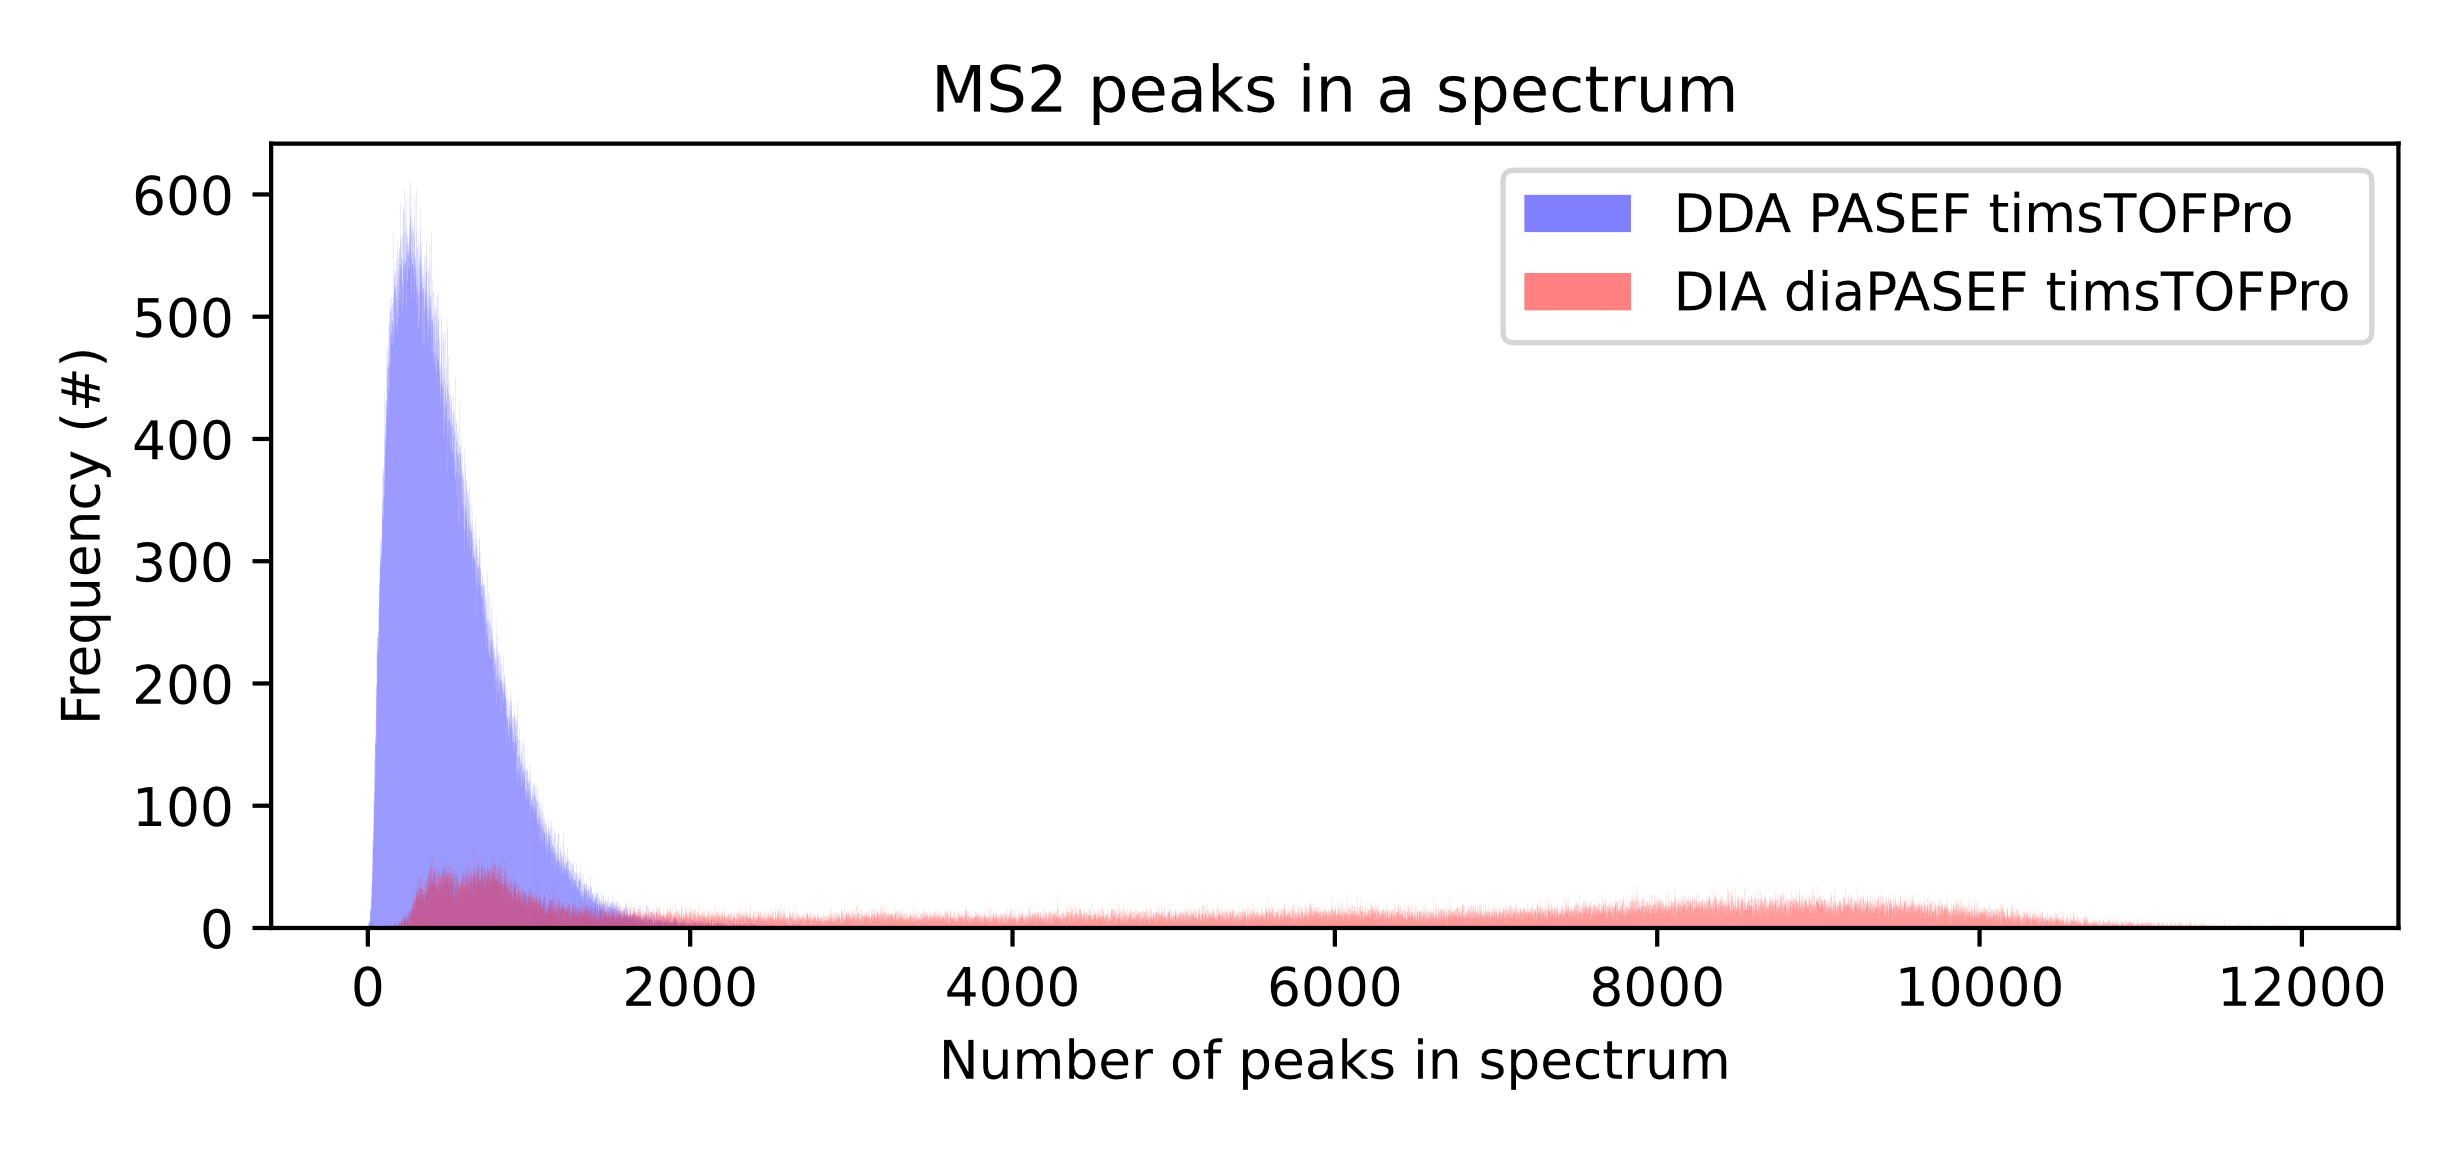 MS2 peaks in a spectrum
DDA PASEF timsTOFPro
DIA diaPASEF timsTOFPro
Frequency (#)
600
500
400
300
200
100
0
0 2000 4000 6000 8000 10000 12000
Number of peaks in spectrum